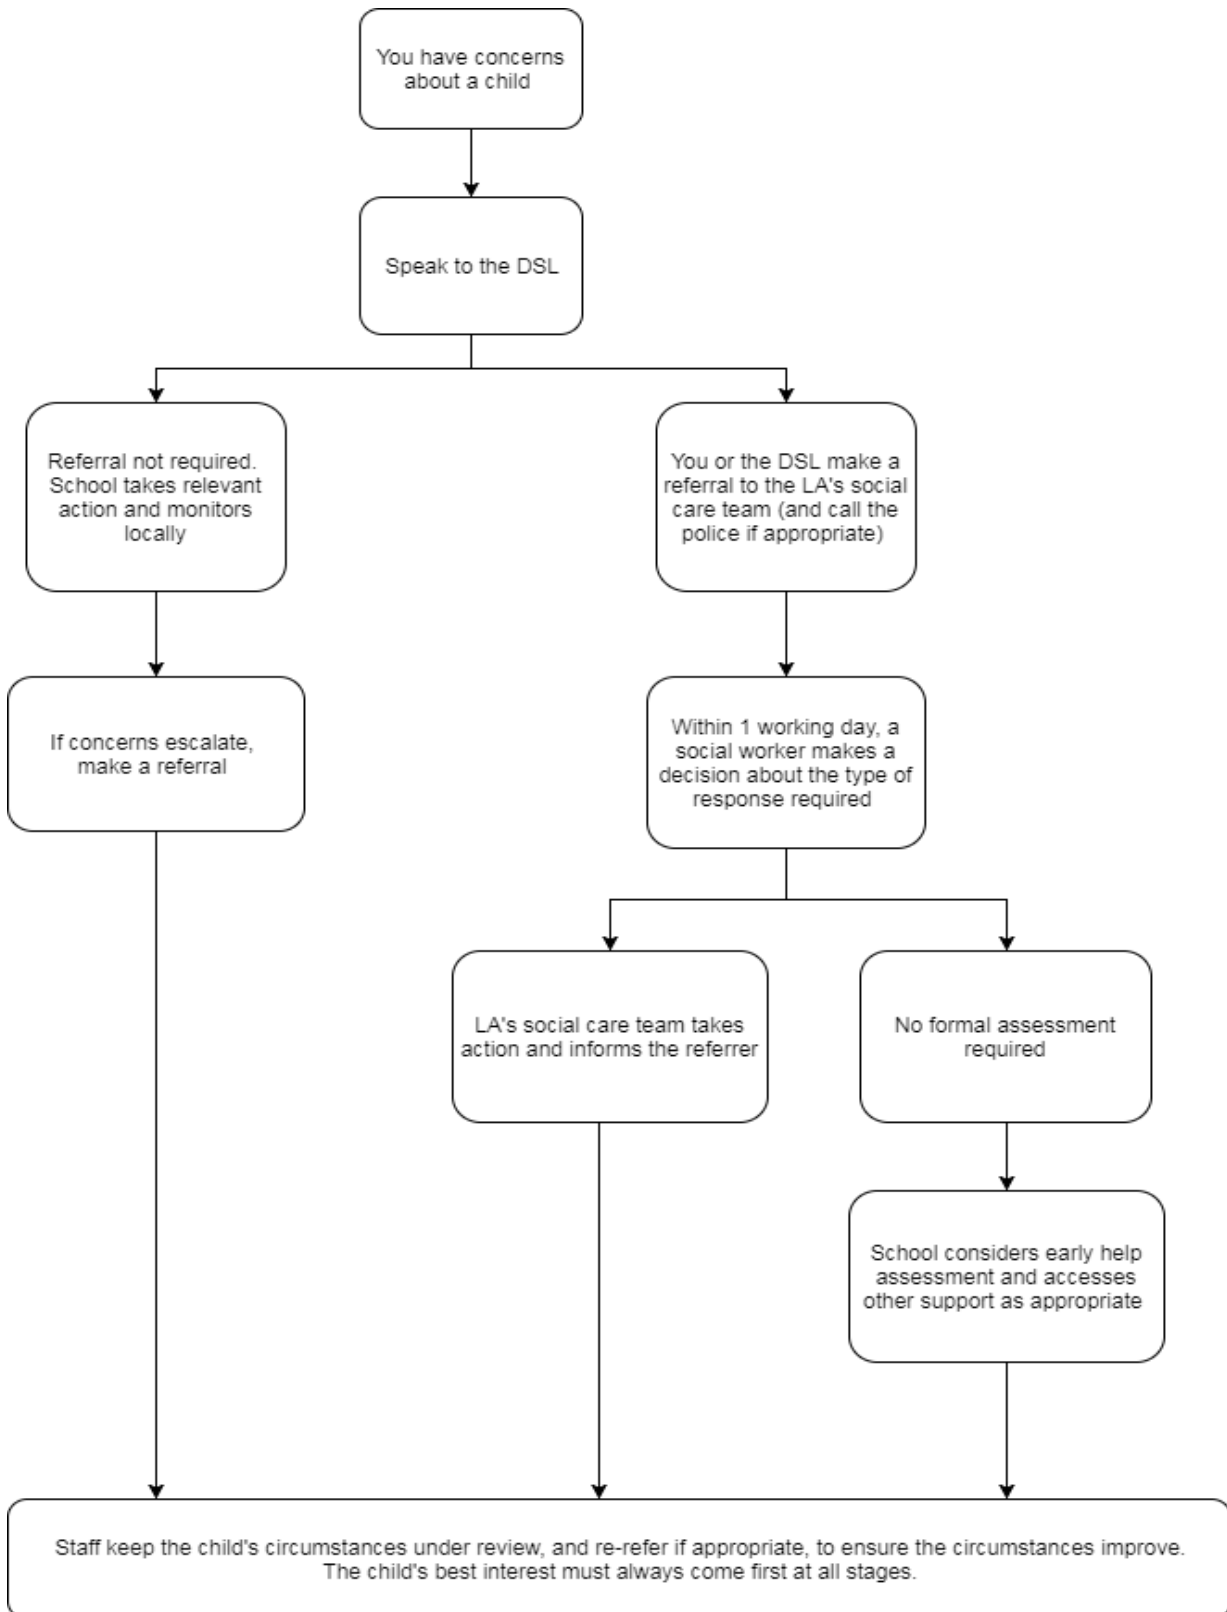 You have concerns
about a child
Speak to the DSL
Referral not required.
School takes relevant
action and monitors
locally
You or the DSL make a
referral to the LA's social
care team (and call the
police if appropriate)
If concerns escalate,
make a referral
Within 1 working day, a
social worker makes a
decision about the type of
response required
LA's social care team takes
action and informs the referrer
No formal assessment
required
School considers early help
assessment and accesses
other support as appropriate
Staff keep the child's circumstances under review, and re-refer if appropriate, to ensure the circumstances improve.
The child's best interest must always come first at all stages.